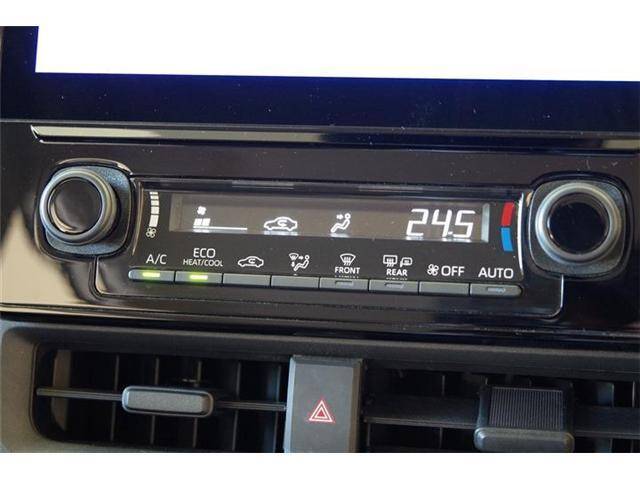 24.5
A/C
ECO
HEAT/COOL
FRONT
REAR
OFF
AUTO